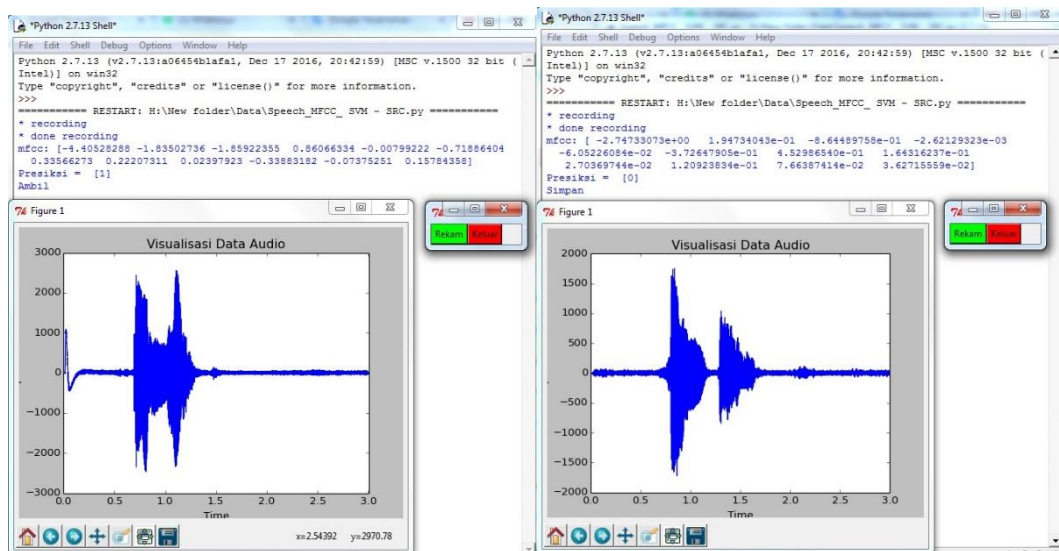 *Python 2.7.13 Shell*
File Edit Shell Debug Options Window Help
Python 2.7.13 (v2.7.13:a06454b1afa1, Dec 17 2016, 20:42:59) [MSC v.1500 32 bit (
Intel)] on win32
Type "copyright", "credits" or "license()" for more information.
>>>
=========== RESTART: H:\New folder\Data\Speech_MFCC_ SVM - SRC.py ===========
* recording
* done recording
mfcc: [-4.40528288 -1.83502736 -1.85922355 0.86066334 -0.00799222 -0.71886404
0.33566273 0.22207311 0.02397923 -0.33883182 -0.07375251 0.15784358]
Presiksi = [1]
Ambil
Figure 1
Rekam Keluar
Visualisasi Data Audio
3000
2000
1000
0
−1000
−2000
−3000
0.0 0.5 1.0 1.5 2.0 2.5 3.0
Time
x=2.54392 y=2970.78
*Python 2.7.13 Shell*
File Edit Shell Debug Options Window Help
Python 2.7.13 (v2.7.13:a06454b1afa1, Dec 17 2016, 20:42:59) [MSC v.1500 32 bit (
Intel)] on win32
Type "copyright", "credits" or "license()" for more information.
>>>
=========== RESTART: H:\New folder\Data\Speech_MFCC_ SVM - SRC.py ===========
* recording
* done recording
mfcc: [ -2.74733073e+00 1.94734043e-01 -8.64489758e-01 -2.62129323e-03
-6.05226084e-02 -3.72647905e-01 4.52986540e-01 1.64316237e-01
2.70369744e-02 1.20923834e-01 7.66387414e-02 3.62715559e-02]
Presiksi = [0]
Simpan
Figure 1
Rekam Keluar
Visualisasi Data Audio
2000
1500
1000
500
0
−500
−1000
−1500
−2000
0.0 0.5 1.0 1.5 2.0 2.5 3.0
Time